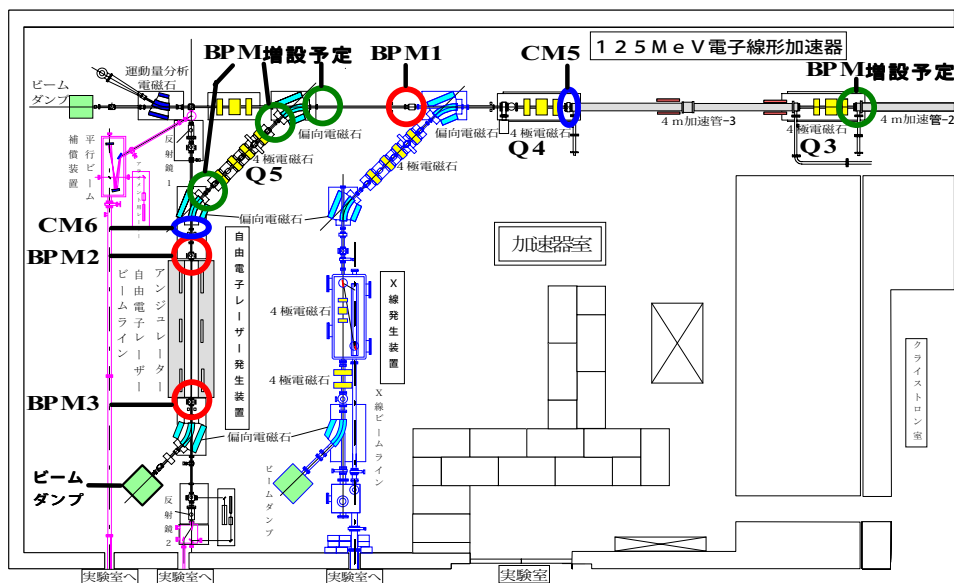 BPM増設予定
BPM1
CM5
125MeV電子線形加速器
BPM増設予定
運動量分析
電磁石
ビーム
ダンプ
偏向電磁石
偏向電磁石
4極電磁石
Q4
4極電磁石
Q3
4m加速管-3
4m加速管-2
4極電磁石
4極電磁石
Q5
反射鏡1
平行ビーム
補償装置
偏向電磁石
CM6
BPM2
加速器室
自由電子レーザー発生装置
アンジュレーター
自由電子レーザー
ビームライン
X線発生装置
4極電磁石
4極電磁石
クライストロン室
BPM3
X線ビームライン
偏向電磁石
ビーム
ダンプ
ビームダンプ
反射鏡2
実験室へ
実験室へ
実験室へ
実験室